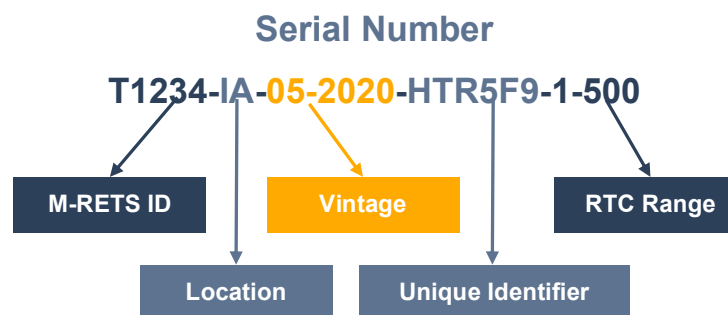 Serial Number
T1234-IA-05-2020-HTR5F9-1-500
M-RETS ID
Vintage
RTC Range
Location
Unique Identifier